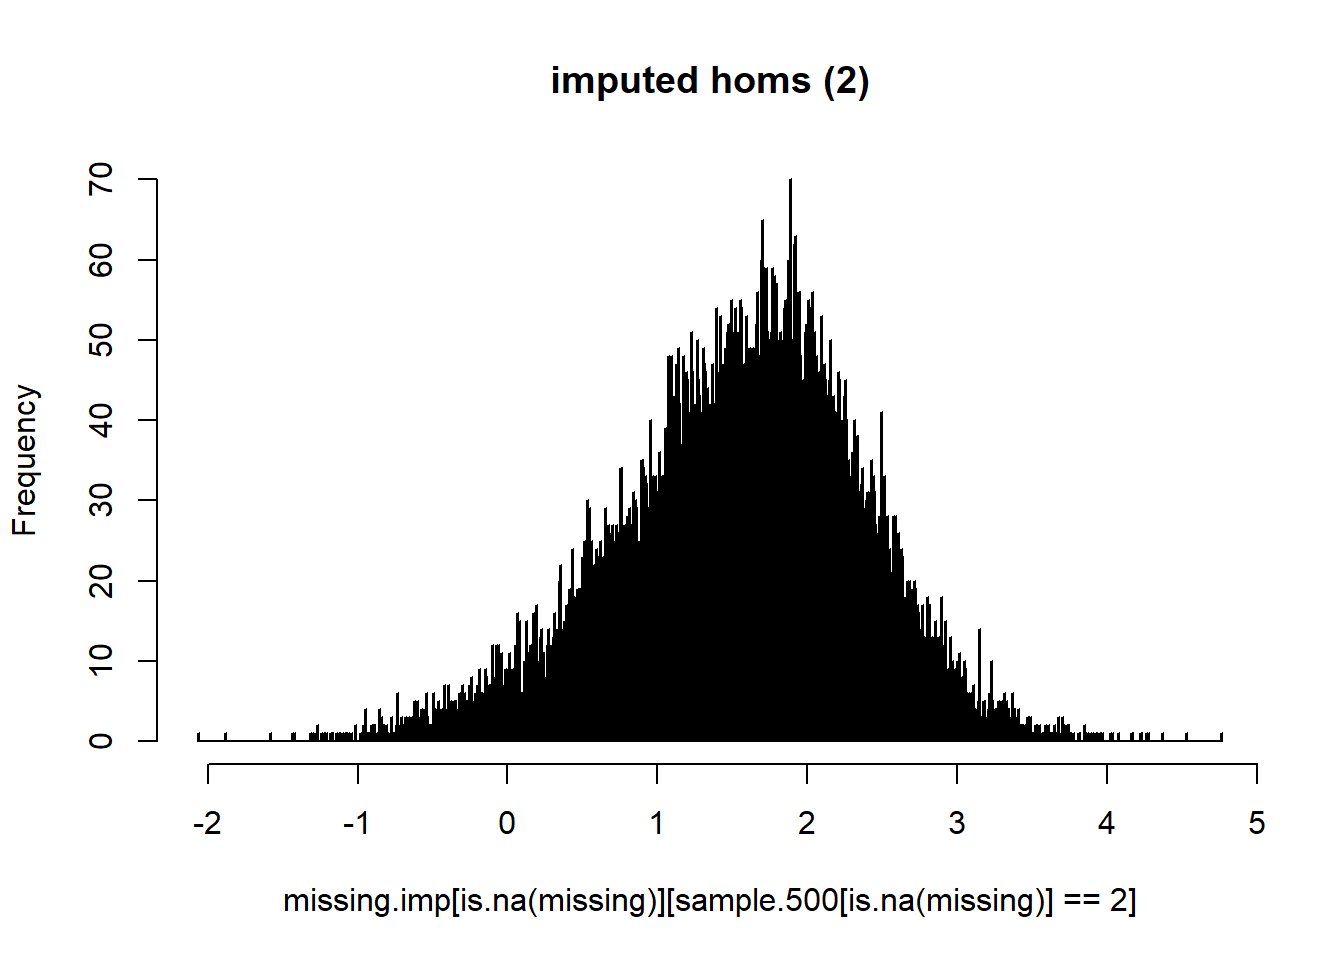 imputed homs (2)
Frequency
70
60
50
40
30
20
10
0
-2 -1 0 1 2 3 4 5
missing.imp[is.na(missing)][sample.500[is.na(missing)] == 2]